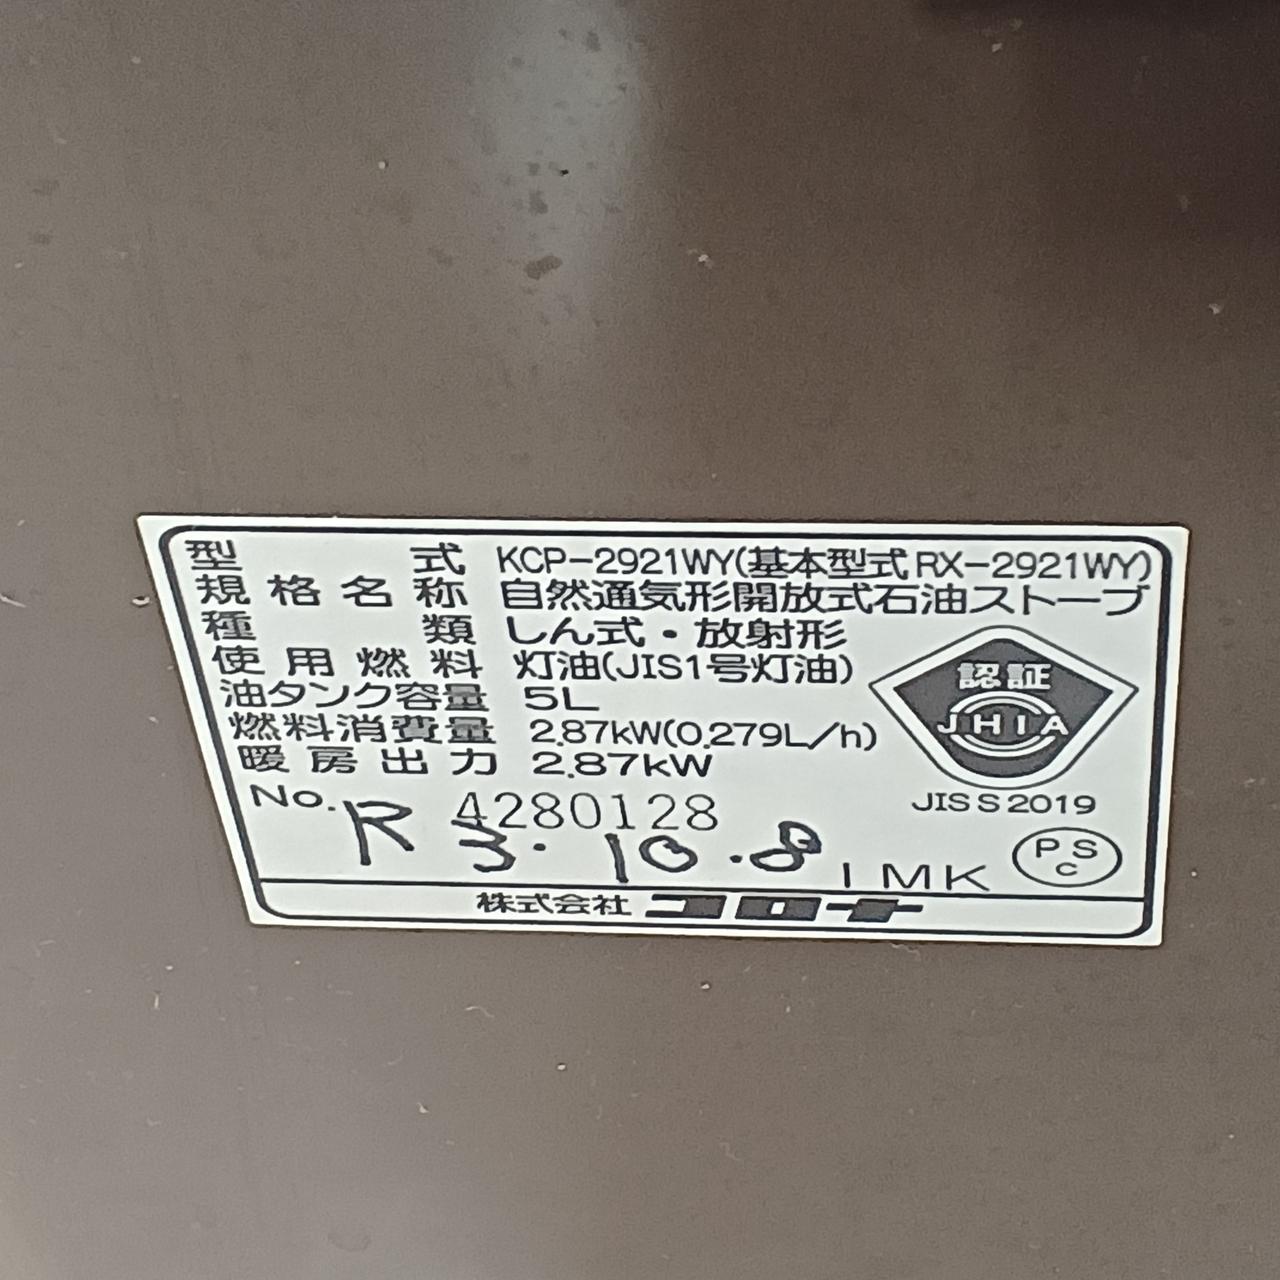 型式 KCP-2921WY(基本型式RX-2921WY)
規格名称 自然通気形開放式石油ストーブ
種類 しん式・放射形
使用燃料 灯油(JIS1号灯油)
油タンク容量 5L
燃料消費量 2.87kW(0.279L/h)
暖房出力 2.87kW
認証
JHIA
JIS S 2019
No. 4280128
R 3.10.8
1MK
PSC
株式会社コロナ